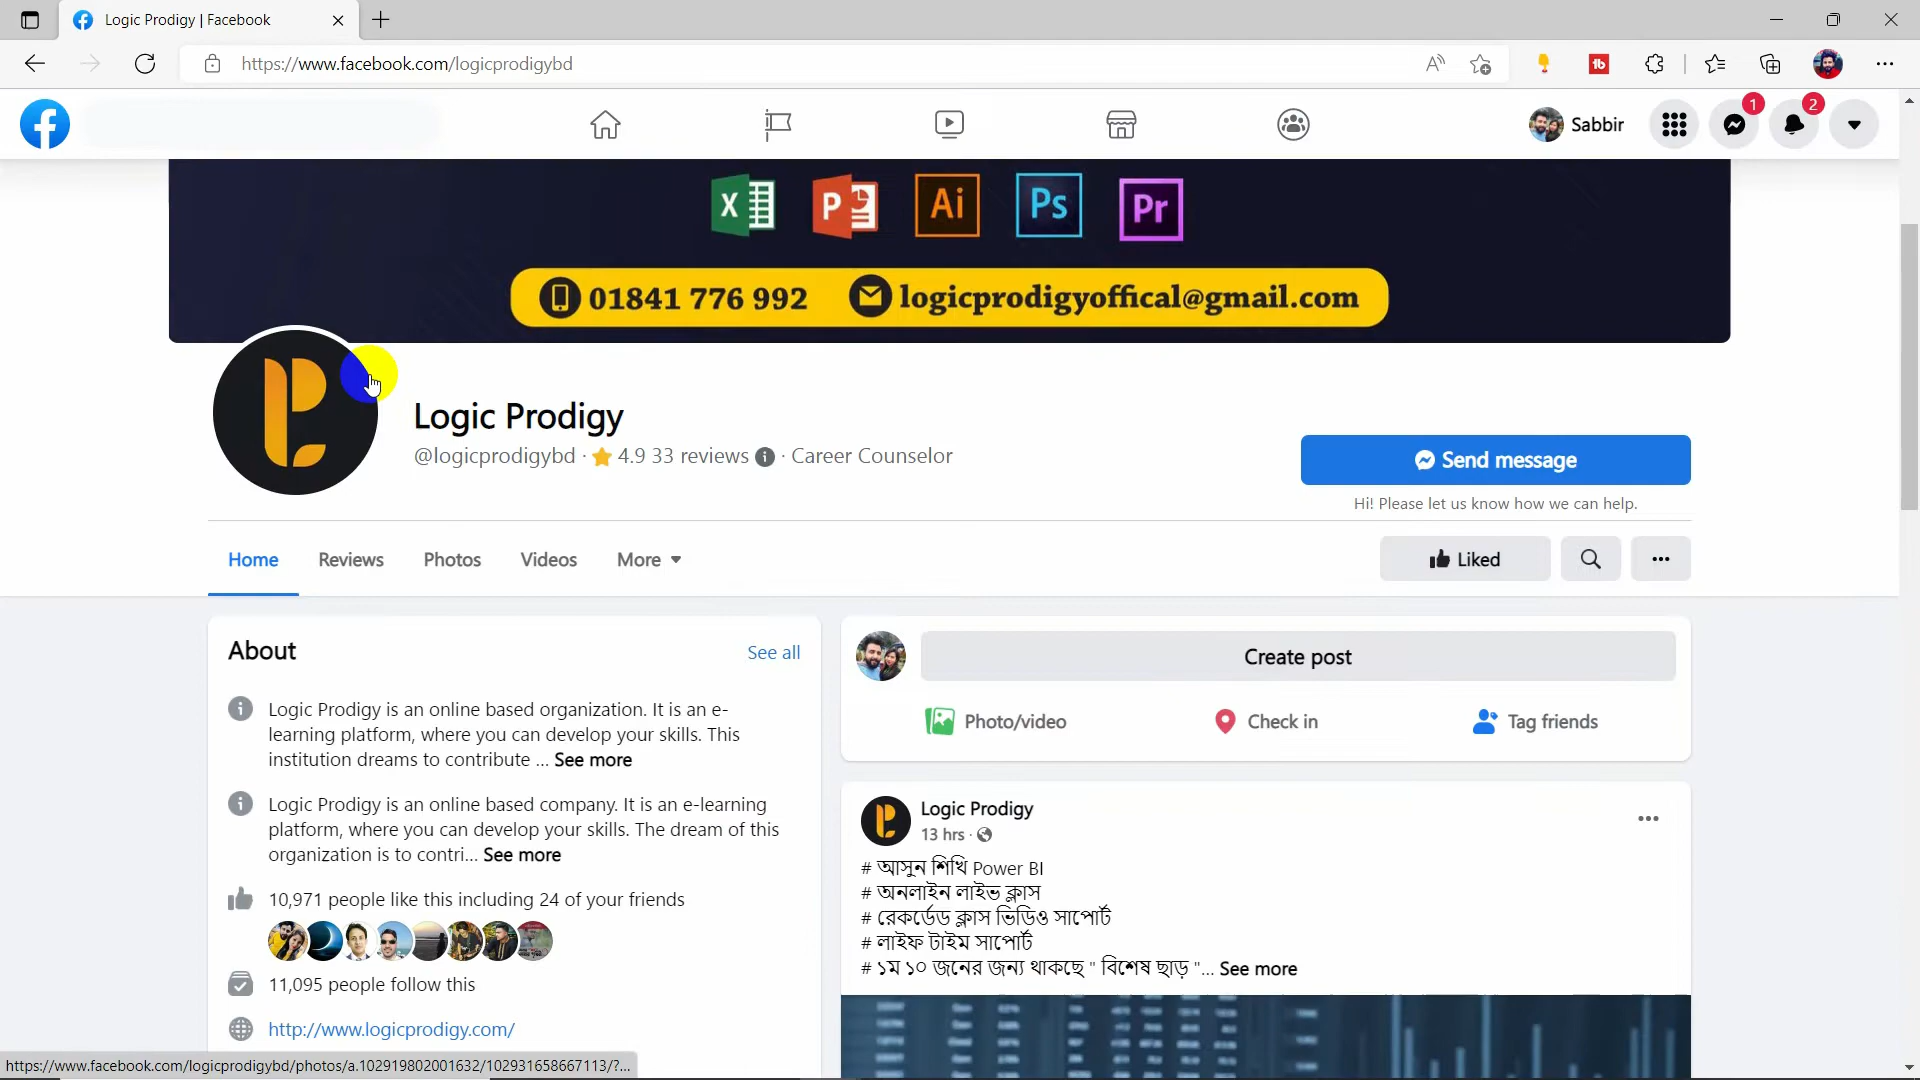 Logic Prodigy | Facebook
https://www.facebook.com/logicprodigybd
Sabbir
1
2
X
P
Ai
Ps
Pr
01841 776 992
logicprodigyoffical@gmail.com
Logic Prodigy
@logicprodigybd · 4.9 33 reviews · Career Counselor
Send message
Hi! Please let us know how we can help.
Home
Reviews
Photos
Videos
More
Liked
About
See all
Logic Prodigy is an online based organization. It is an e-
learning platform, where you can develop your skills. This
institution dreams to contribute ... See more
Logic Prodigy is an online based company. It is an e-learning
platform, where you can develop your skills. The dream of this
organization is to contri... See more
10,971 people like this including 24 of your friends
11,095 people follow this
http://www.logicprodigy.com/
Create post
Photo/video
Check in
Tag friends
Logic Prodigy
13 hrs ·
# আসুন শিখি Power BI
# অনলাইন লাইভ ক্লাস
# রেকর্ডেড ক্লাস ভিডিও সাপোর্ট
# লাইফ টাইম সাপোর্ট
# ১ম ১০ জনের জন্য থাকছে " বিশেষ ছাড় "... See more
https://www.facebook.com/logicprodigybd/photos/a.102919802001632/102931658667113/?...